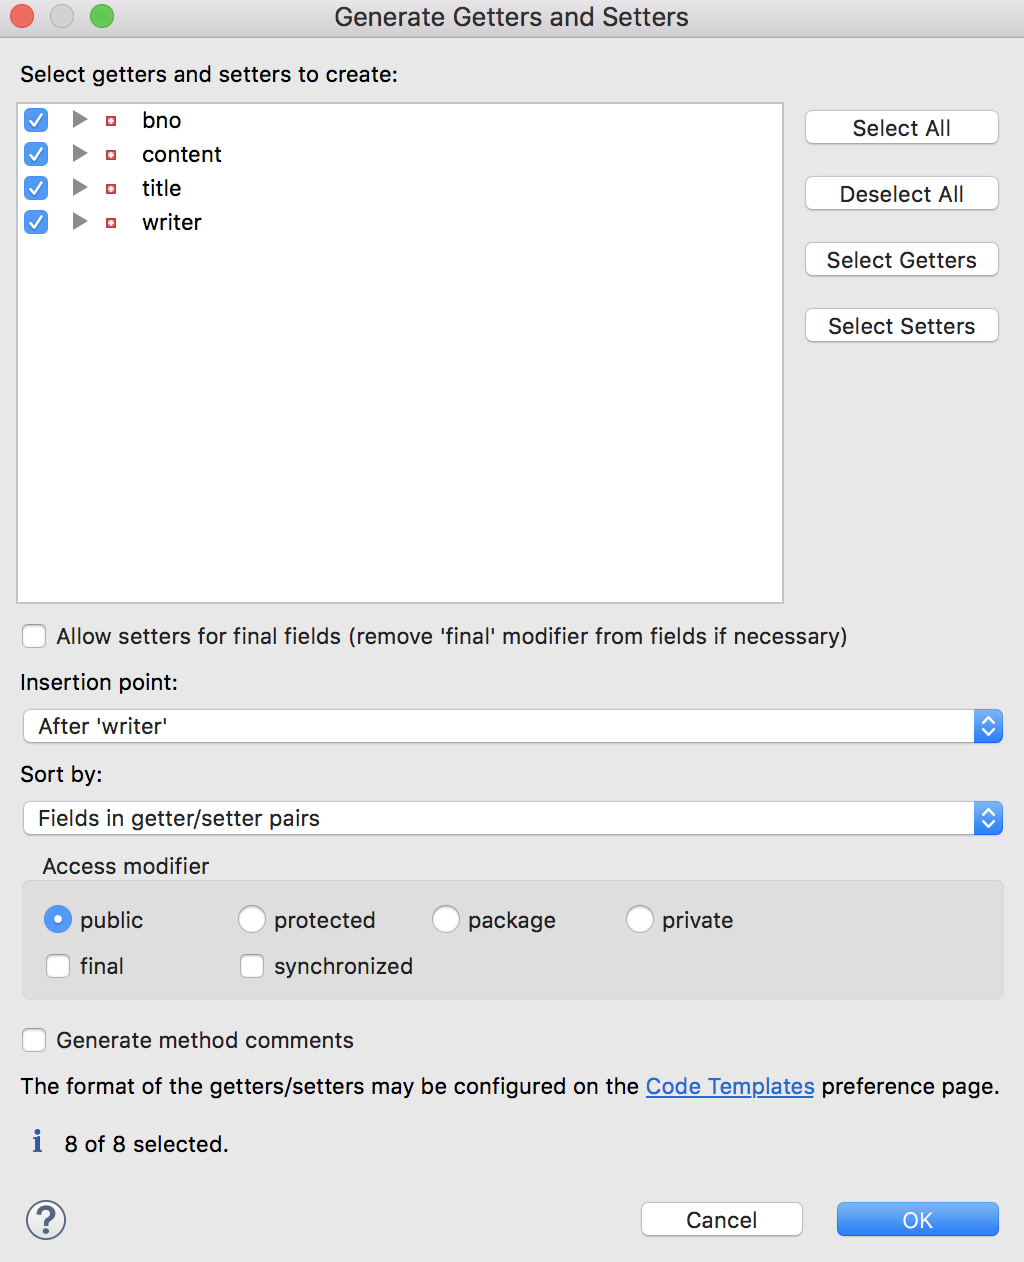 Generate Getters and Setters
Select getters and setters to create:
bno
content
title
writer
Select All
Deselect All
Select Getters
Select Setters
Allow setters for final fields (remove 'final' modifier from fields if necessary)
Insertion point:
After 'writer'
Sort by:
Fields in getter/setter pairs
Access modifier
public protected package private
final synchronized
Generate method comments
The format of the getters/setters may be configured on the Code Templates preference page.
8 of 8 selected.
? Cancel OK